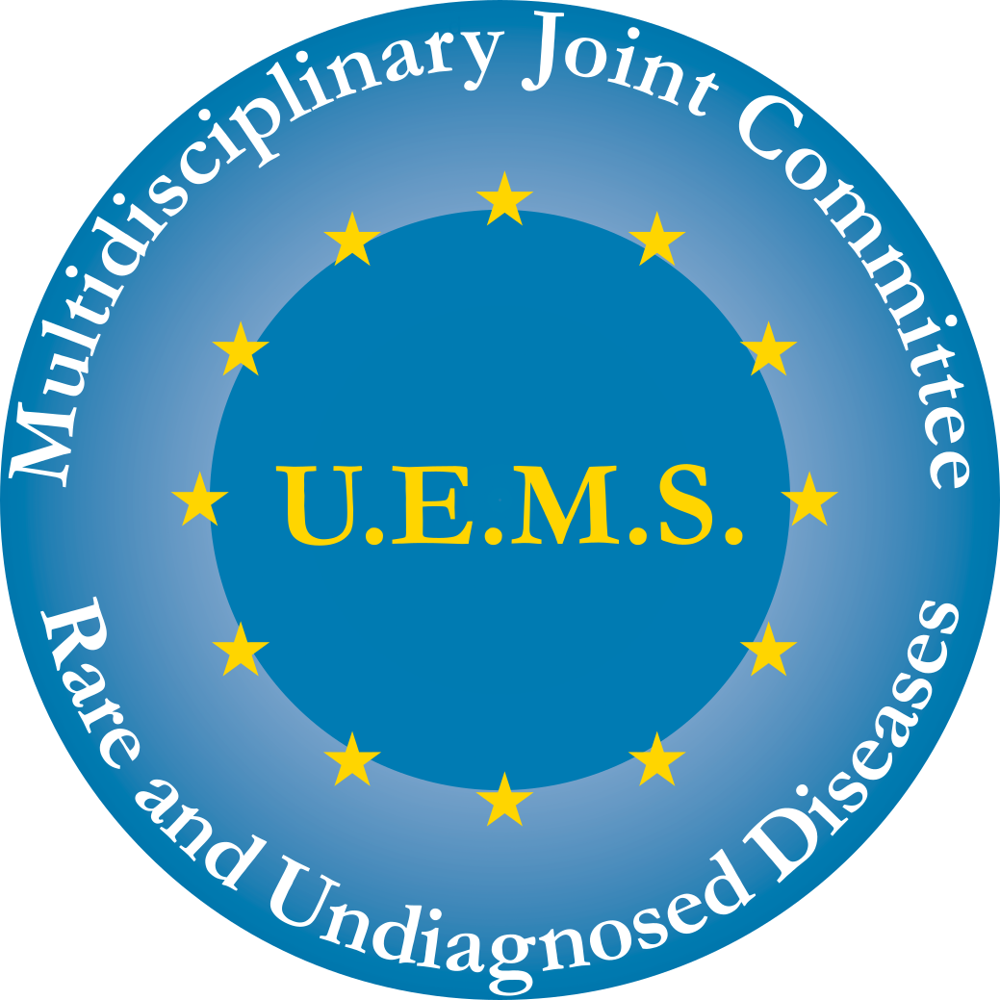 Multidisciplinary Joint Committee
U.E.M.S.
Rare and Undiagnosed Diseases